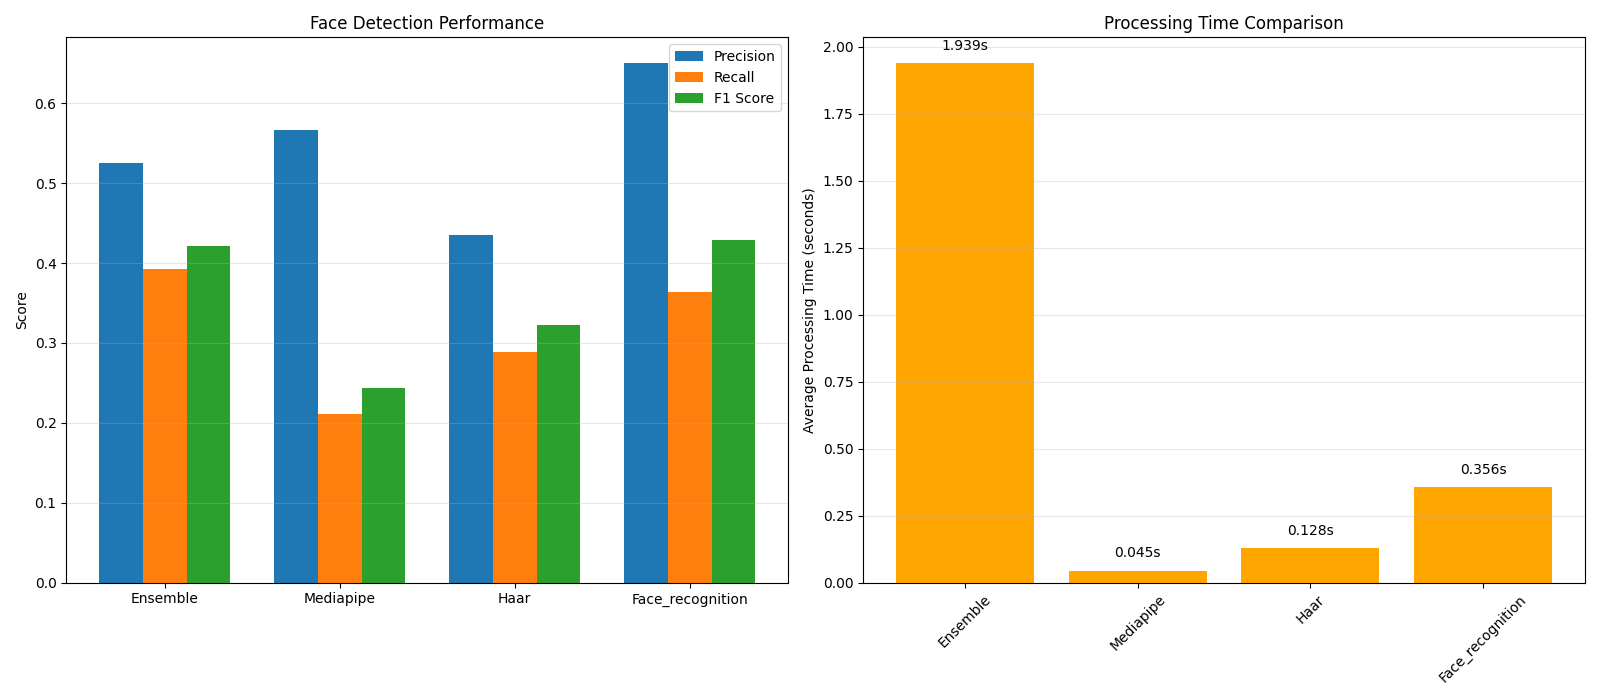 Face Detection Performance
Precision
Recall
F1 Score
Score
0.6
0.5
0.4
0.3
0.2
0.1
0.0
Ensemble
Mediapipe
Haar
Face_recognition
Processing Time Comparison
Average Processing Time (seconds)
2.00
1.75
1.50
1.25
1.00
0.75
0.50
0.25
0.00
1.939s
0.045s
0.128s
0.356s
Ensemble
Mediapipe
Haar
Face_recognition